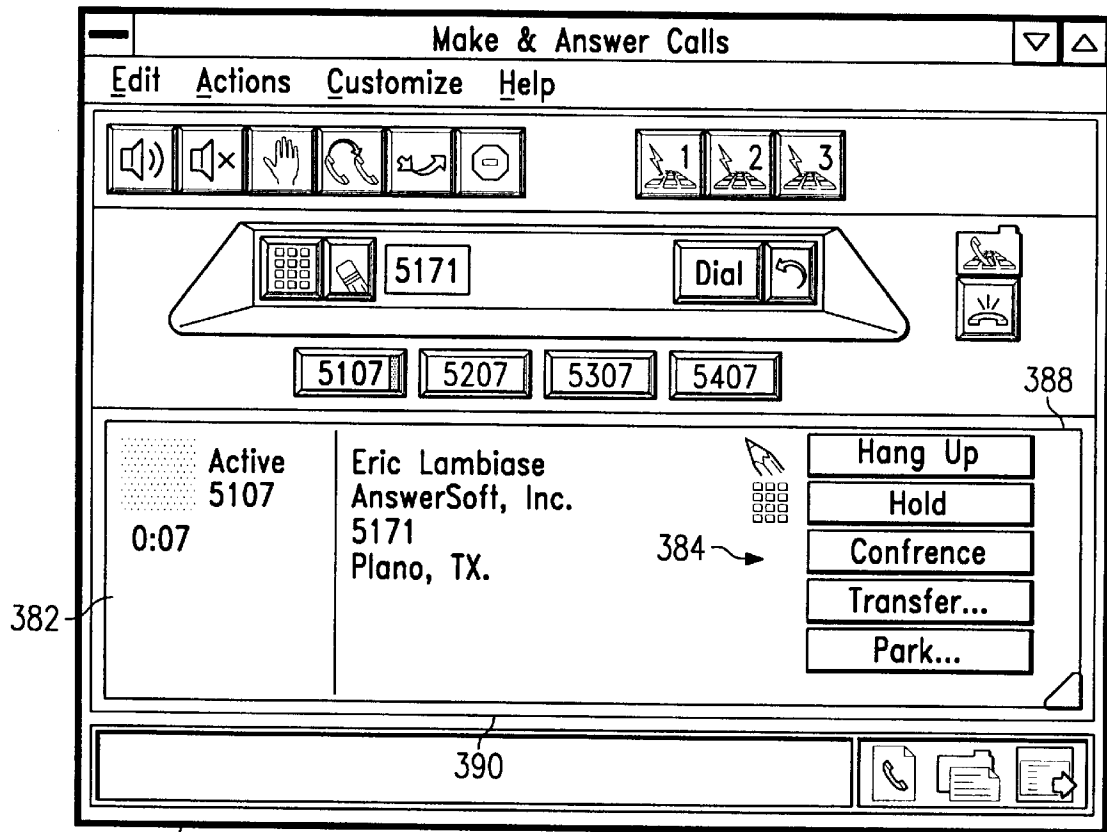 Make & Answer Calls
Edit Actions Customize Help
1 2 3
5171 Dial
5107 5207 5307 5407
388
Active
5107
0:07
Eric Lambiase
AnswerSoft, Inc.
5171
Plano, TX.
384
Hang Up
Hold
Confrence
Transfer...
Park...
382
390